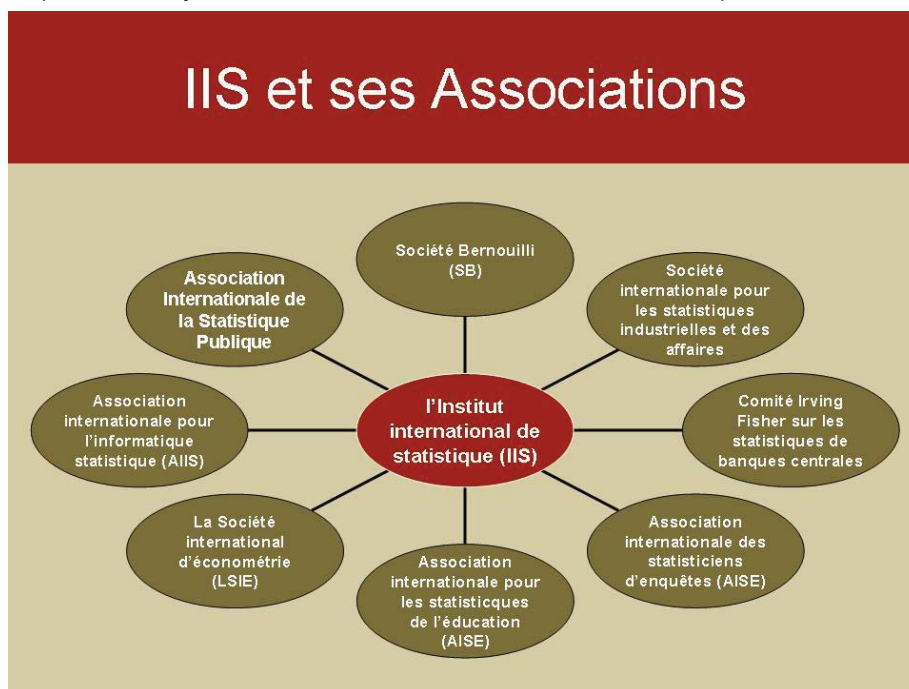 IIS et ses Associations
Société Bernouilli
(SB)
Association
Internationale de
la Statistique
Publique
Société
internationale pour
les statistiques
industrielles et des
affaires
Association
internationale pour
l'informatique
statistique (AIIS)
l'Institut
international de
statistique (IIS)
Comité Irving
Fisher sur les
statistiques de
banques centrales
La Société
international
d'économétrie
(LSIE)
Association
internationale pour
les statisticques
de l'éducation
(AISE)
Association
internationale des
statisticiens
d'enquêtes (AISE)